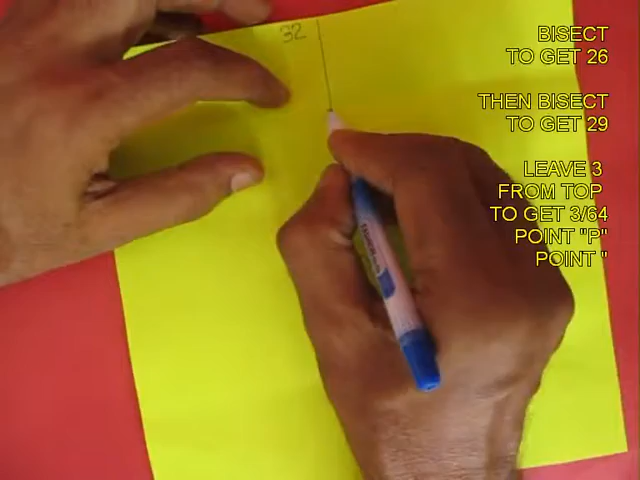 32
BISECT
TO GET 26
THEN BISECT
TO GET 29
LEAVE 3
FROM TOP
TO GET 3/64
POINT "P"
POINT "